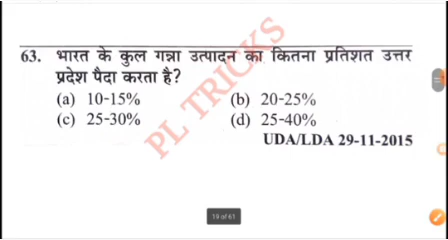 63. भारत के कुल गन्ना उत्पादन का कितना प्रतिशत उत्तर
प्रदेश पैदा करता है?
(a) 10-15% (b) 20-25%
(c) 25-30% (d) 25-40%
UDA/LDA 29-11-2015
PL TRICKS
19 of 61